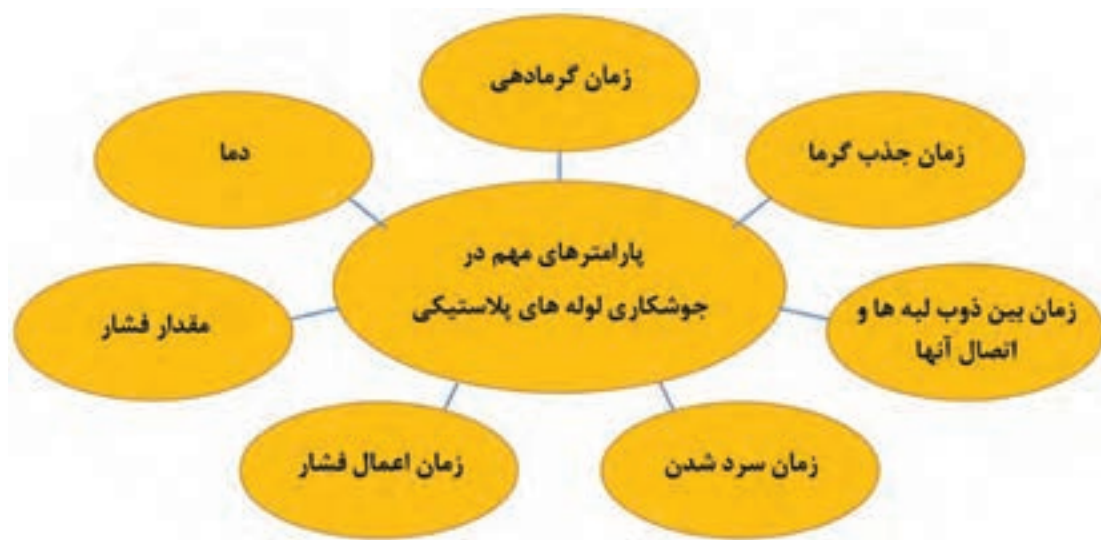 زمان گرمادهی
دما
زمان جذب گرما
پارامترهای مهم در
جوشکاری لوله های پلاستیکی
مقدار فشار
زمان بین ذوب لبه ها و
اتصال آنها
زمان اعمال فشار
زمان سرد شدن